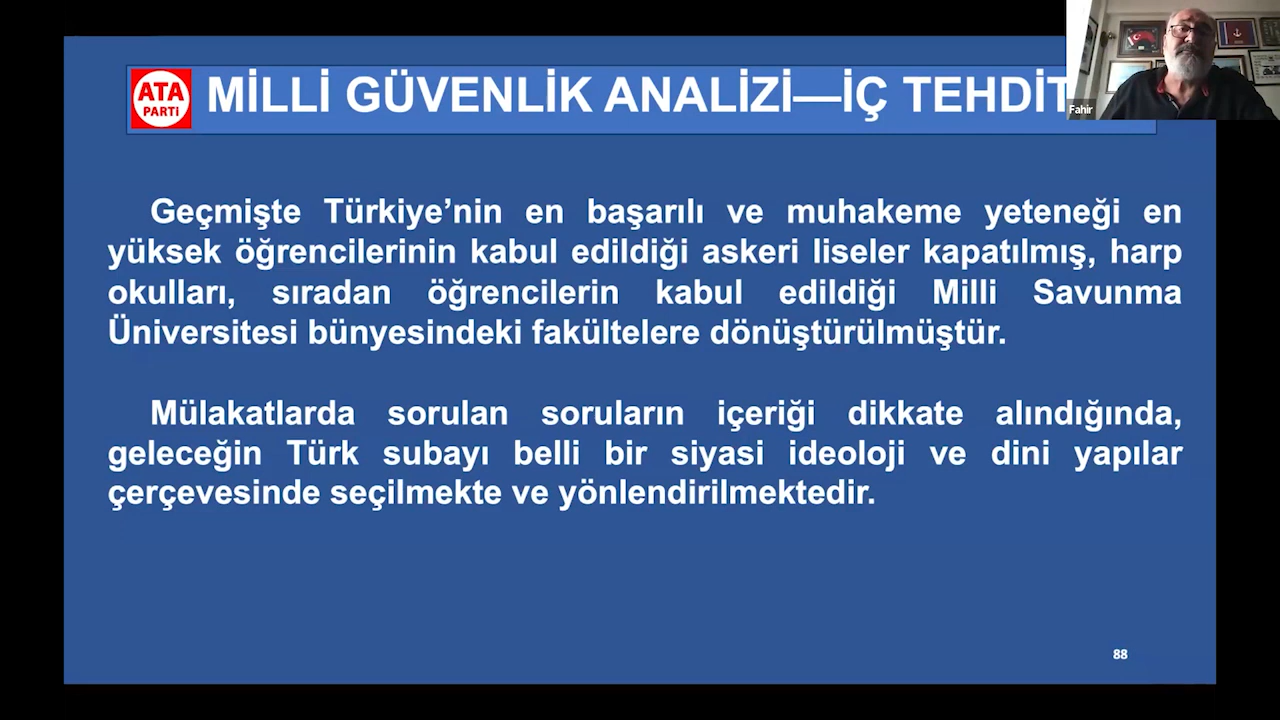 ATA
PARTİ
MİLLİ GÜVENLİK ANALİZİ—İÇ TEHDİT
Fahir
Geçmişte Türkiye’nin en başarılı ve muhakeme yeteneği en
yüksek öğrencilerinin kabul edildiği askeri liseler kapatılmış, harp
okulları, sıradan öğrencilerin kabul edildiği Milli Savunma
Üniversitesi bünyesindeki fakültelere dönüştürülmüştür.
Mülakatlarda sorulan soruların içeriği dikkate alındığında,
geleceğin Türk subayı belli bir siyasi ideoloji ve dini yapılar
çerçevesinde seçilmekte ve yönlendirilmektedir.
88